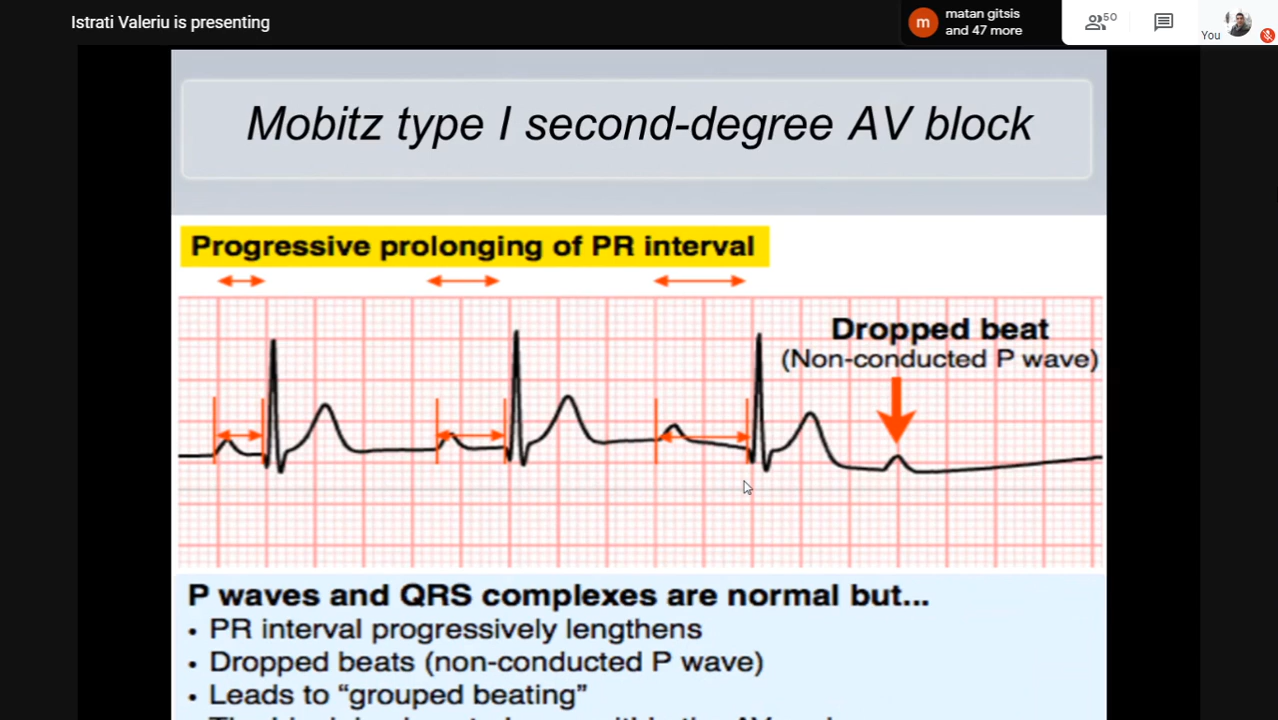 Istrati Valeriu is presenting
m
matan gitsis
and 47 more
50
You
Mobitz type I second-degree AV block
Progressive prolonging of PR interval
Dropped beat
(Non-conducted P wave)
P waves and QRS complexes are normal but...
• PR interval progressively lengthens
• Dropped beats (non-conducted P wave)
• Leads to “grouped beating”